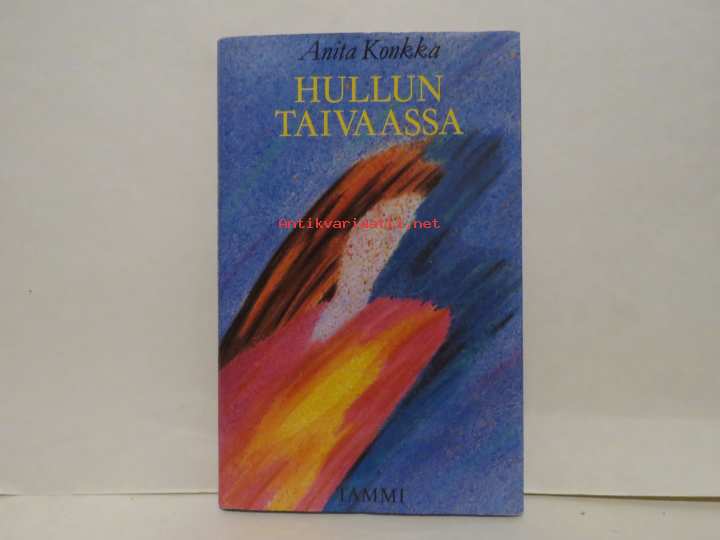 Anita Konkka
HULLUN
TAIVAASSA
Antikvariaatti.net
TAMMI